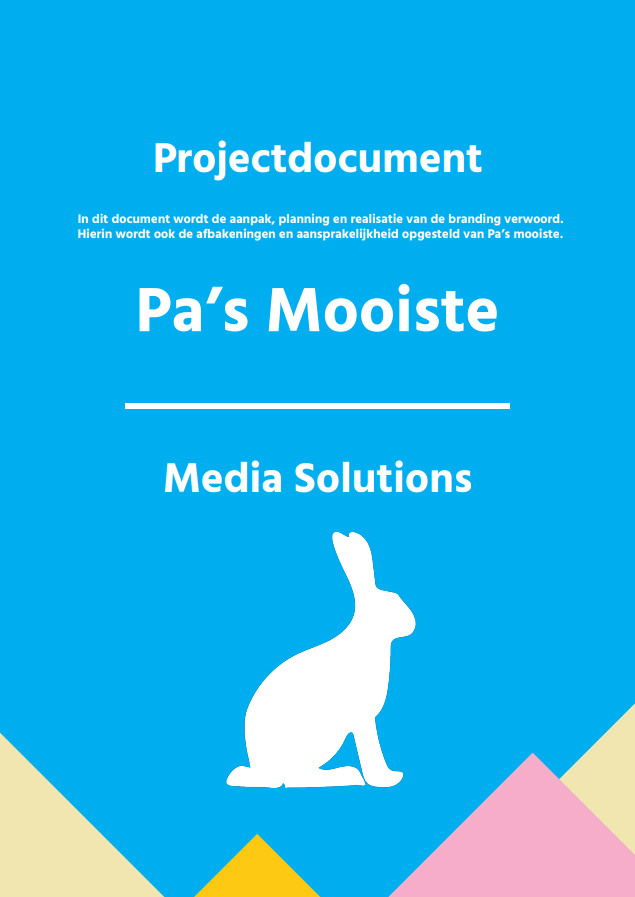 Projectdocument
In dit document wordt de aanpak, planning en realisatie van de branding verwoord.
Hierin wordt ook de afbakeningen en aansprakelijkheid opgesteld van Pa’s mooiste.
Pa’s Mooiste
Media Solutions